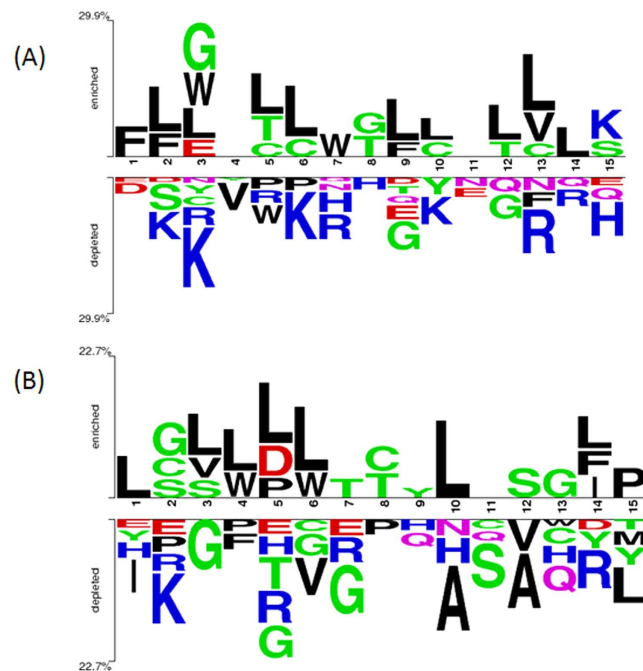 (A)
29.9%
enriched
F
L F
G W L E
L T C
L C
W
G T
L F
L C
L T
L V C
L
K S
1 2 3 4 5 6 7 8 9 10 11 12 13 14 15
depleted
E D
S K
N Y C R K
Y V
P R W
P K
N H R
H
D T Q E G
Y K
N E
Q G
N F R
Q R
E Q H
29.9%
(B)
22.7%
enriched
L
G C S
L V S
L W
L D P
L W
T
C T
Y
L
S
G
L F I
P
1 2 3 4 5 6 7 8 9 10 11 12 13 14 15
depleted
E Y H I
E P R K
G
P F
E H T R G
C G V
E R G
P
H Q
N H A
C Q S
V A
W C H Q
D Y R
T M Y L
22.7%